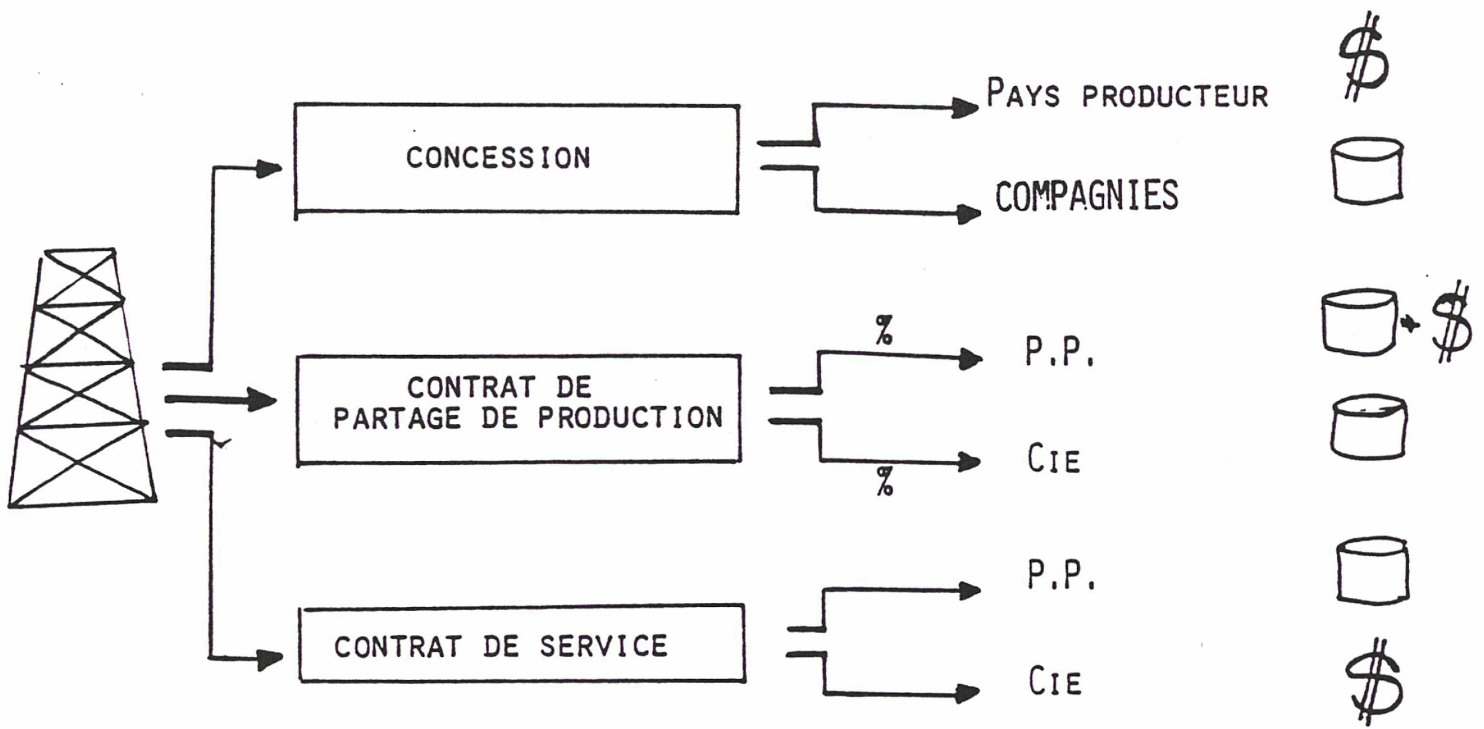 $
PAYS PRODUCTEUR
CONCESSION
COMPAGNIES
%
P.P.
$
CONTRAT DE
PARTAGE DE PRODUCTION
CIE
%
P.P.
CONTRAT DE SERVICE
CIE
$